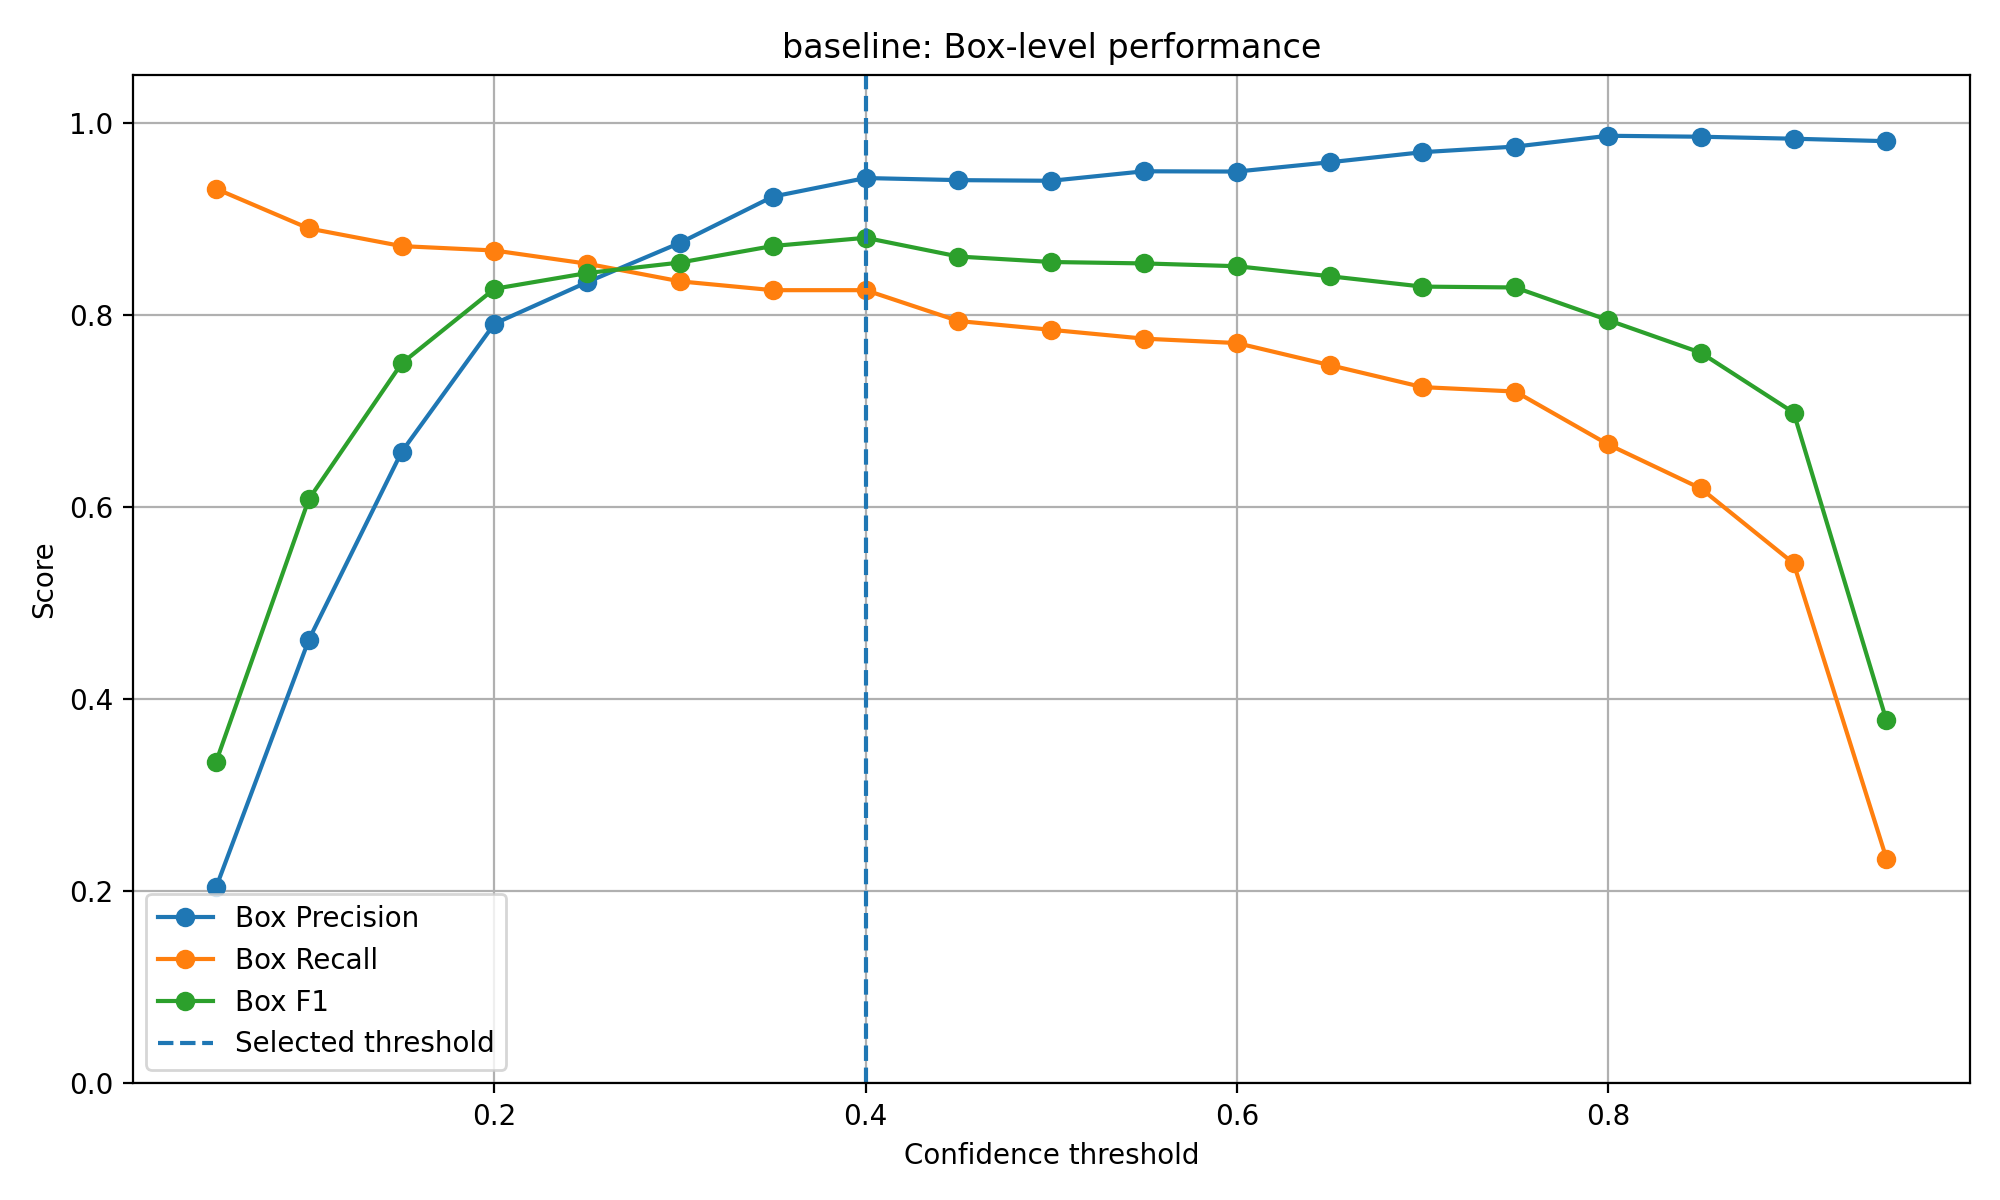 baseline: Box-level performance
1.0
0.8
0.6
0.4
0.2
0.0
Score
Box Precision
Box Recall
Box F1
Selected threshold
0.2
0.4
0.6
0.8
Confidence threshold